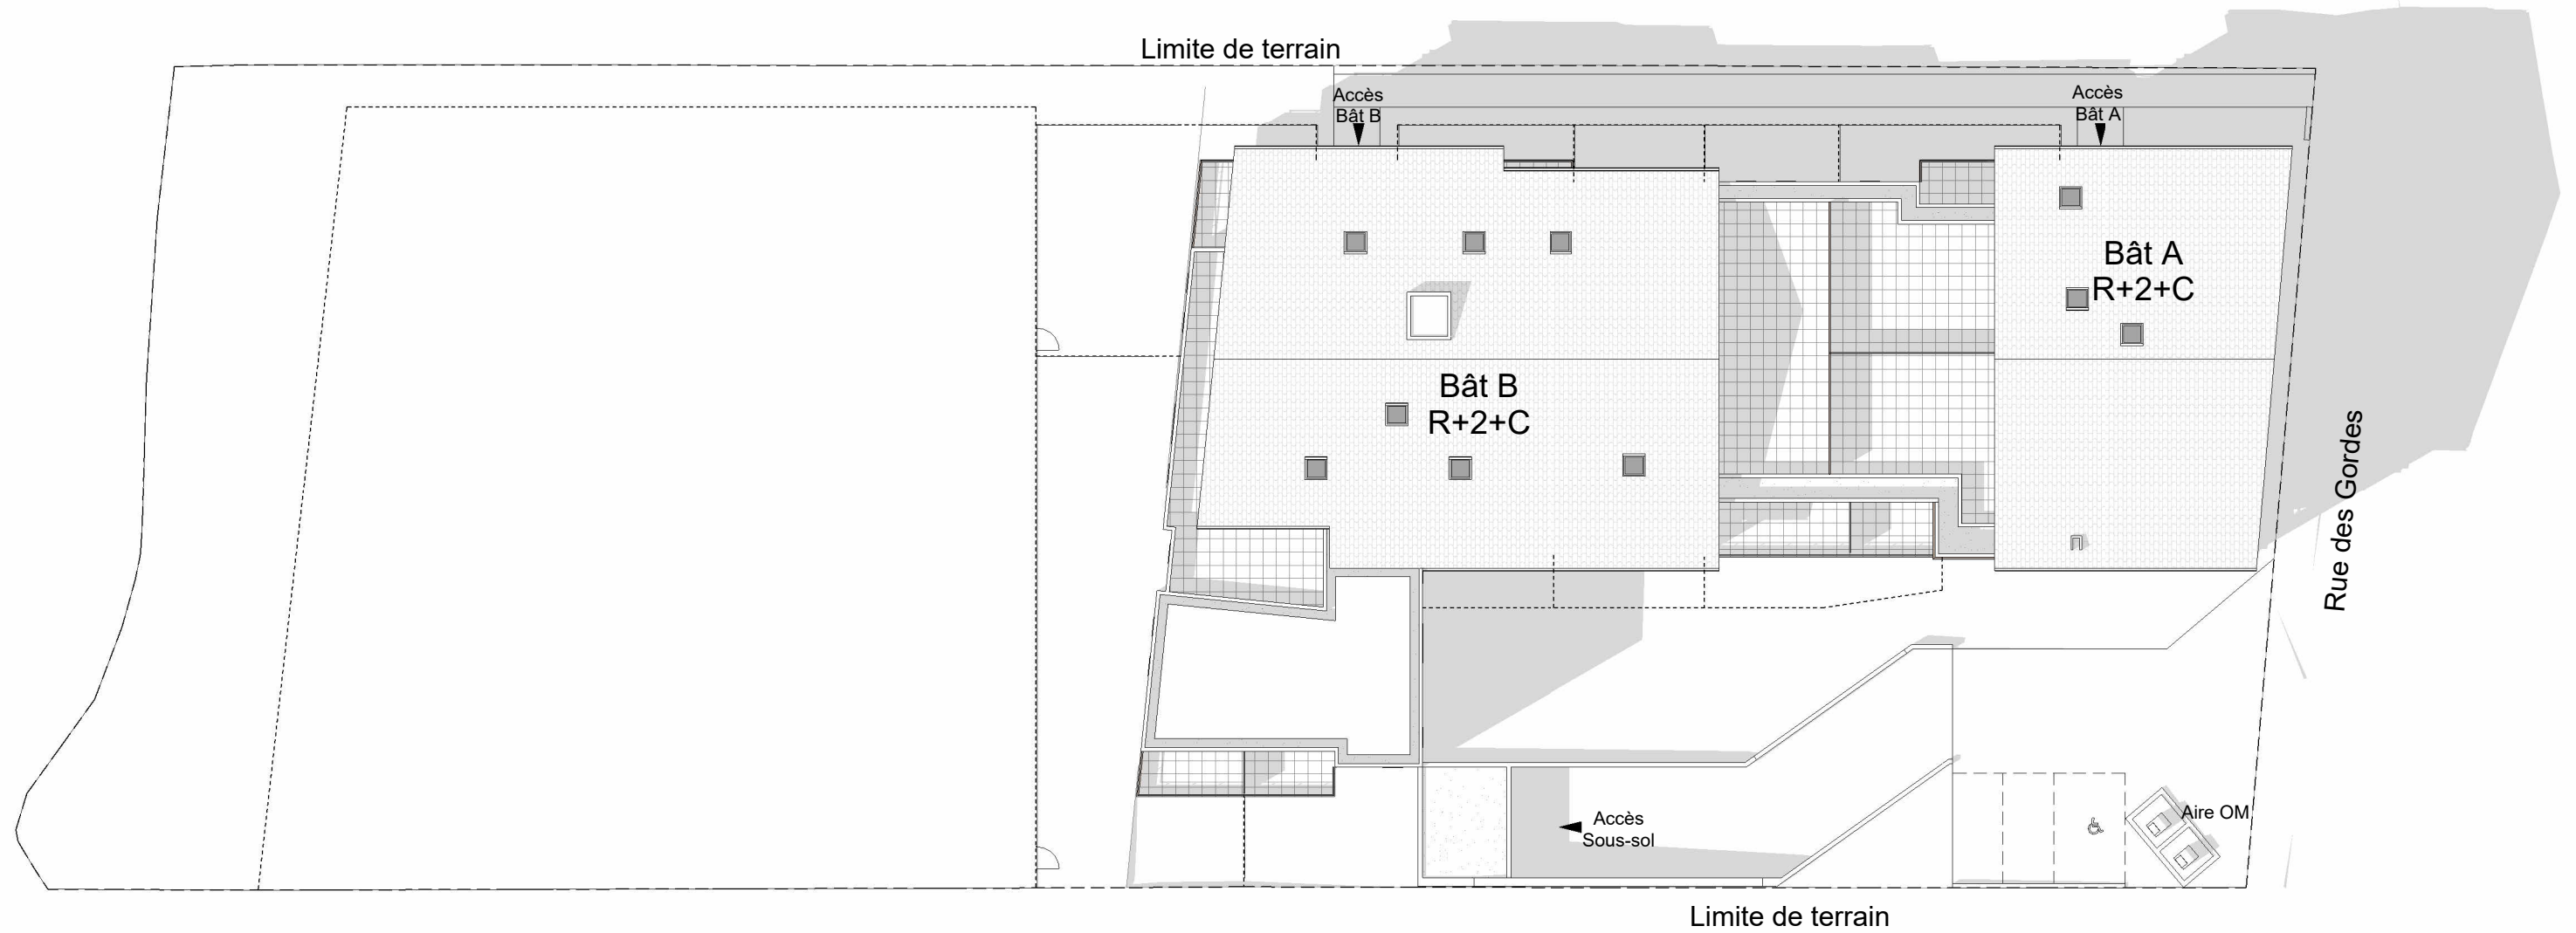 Limite de terrain
Accès
Bât B
Accès
Bât A
Bât A
R+2+C
Bât B
R+2+C
Rue des Gordes
Accès
Sous-sol
Aire OM
Limite de terrain